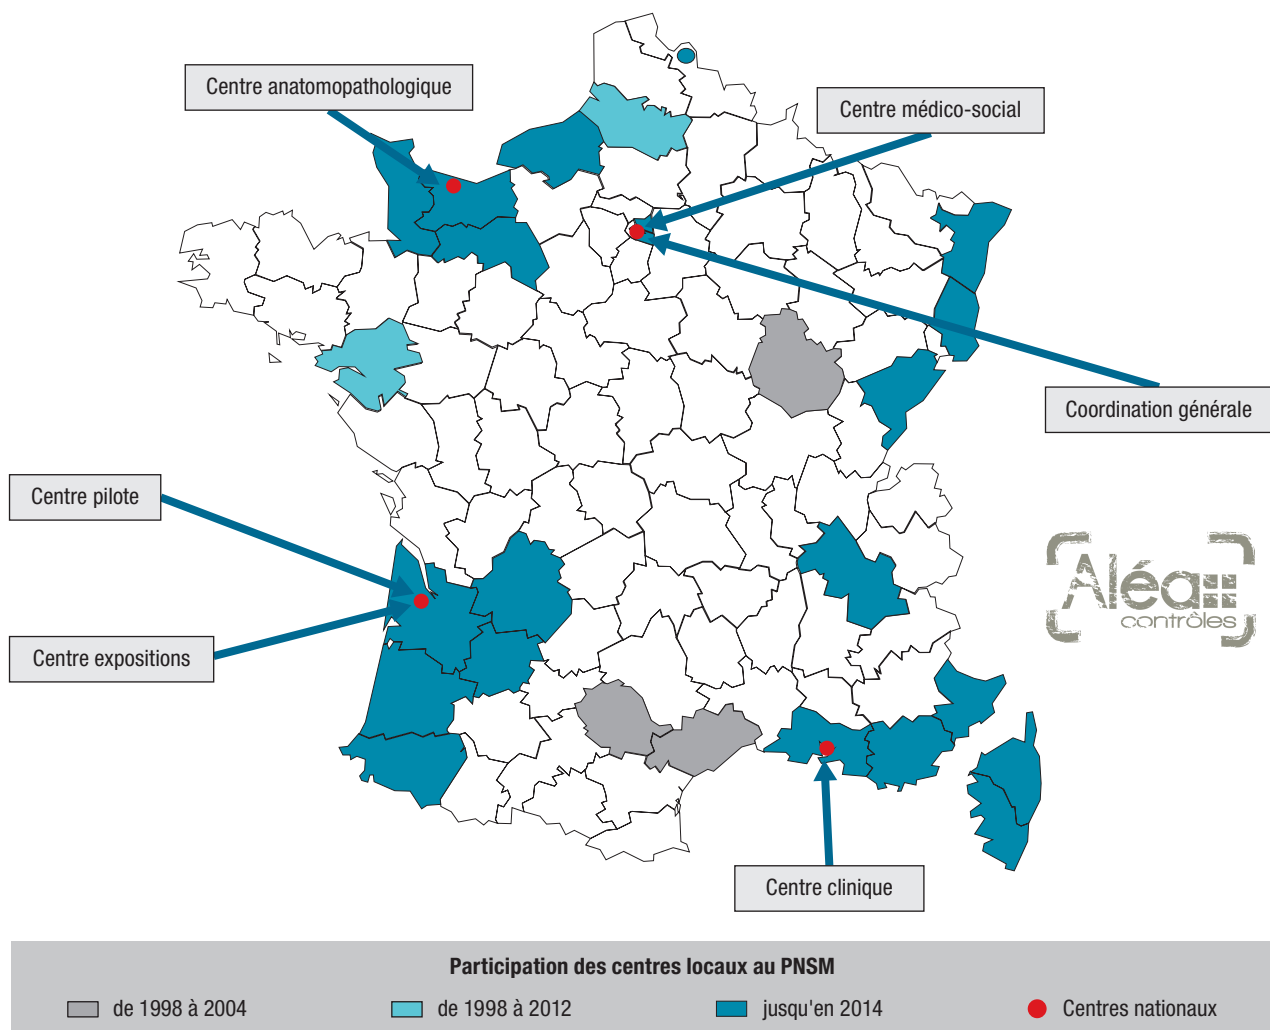 Centre anatomopathologique
Centre médico-social
Coordination générale
Centre pilote
Centre expositions
Aléa
contrôles
Centre clinique
Participation des centres locaux au PNSM
de 1998 à 2004
de 1998 à 2012
jusqu'en 2014
Centres nationaux